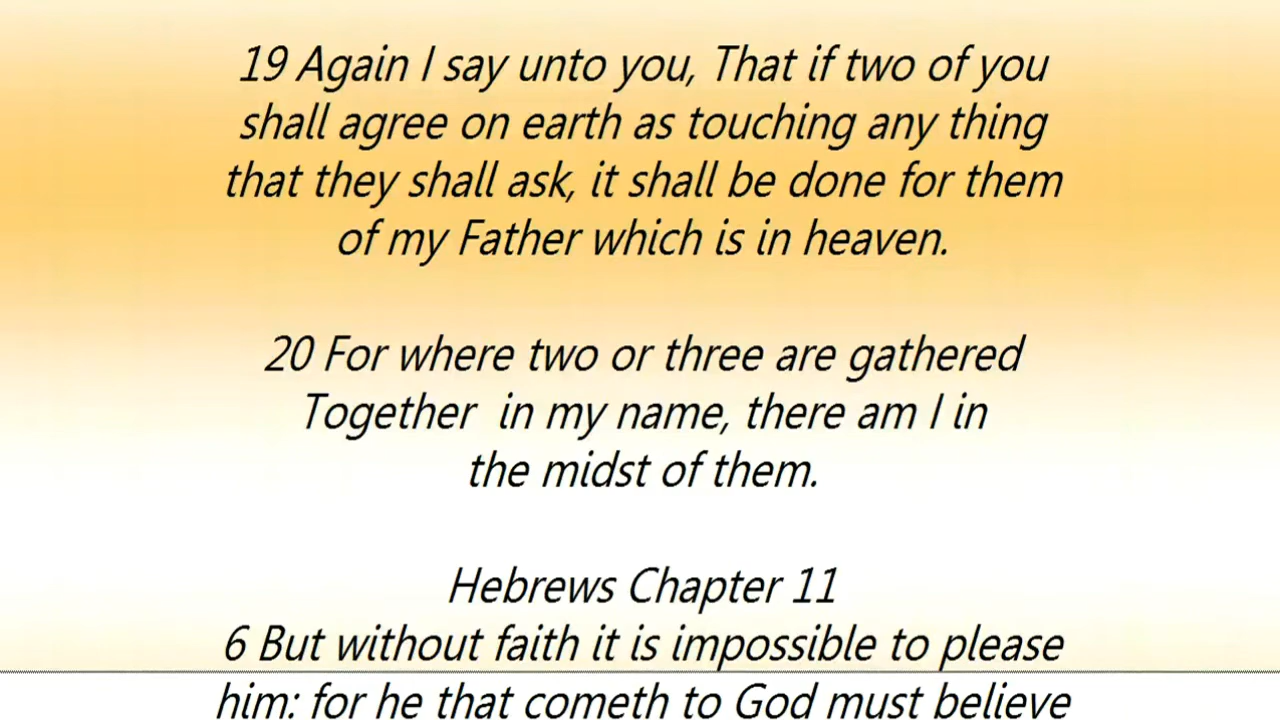 19 Again I say unto you, That if two of you
shall agree on earth as touching any thing
that they shall ask, it shall be done for them
of my Father which is in heaven.
20 For where two or three are gathered
Together in my name, there am I in
the midst of them.
Hebrews Chapter 11
6 But without faith it is impossible to please
him: for he that cometh to God must believe